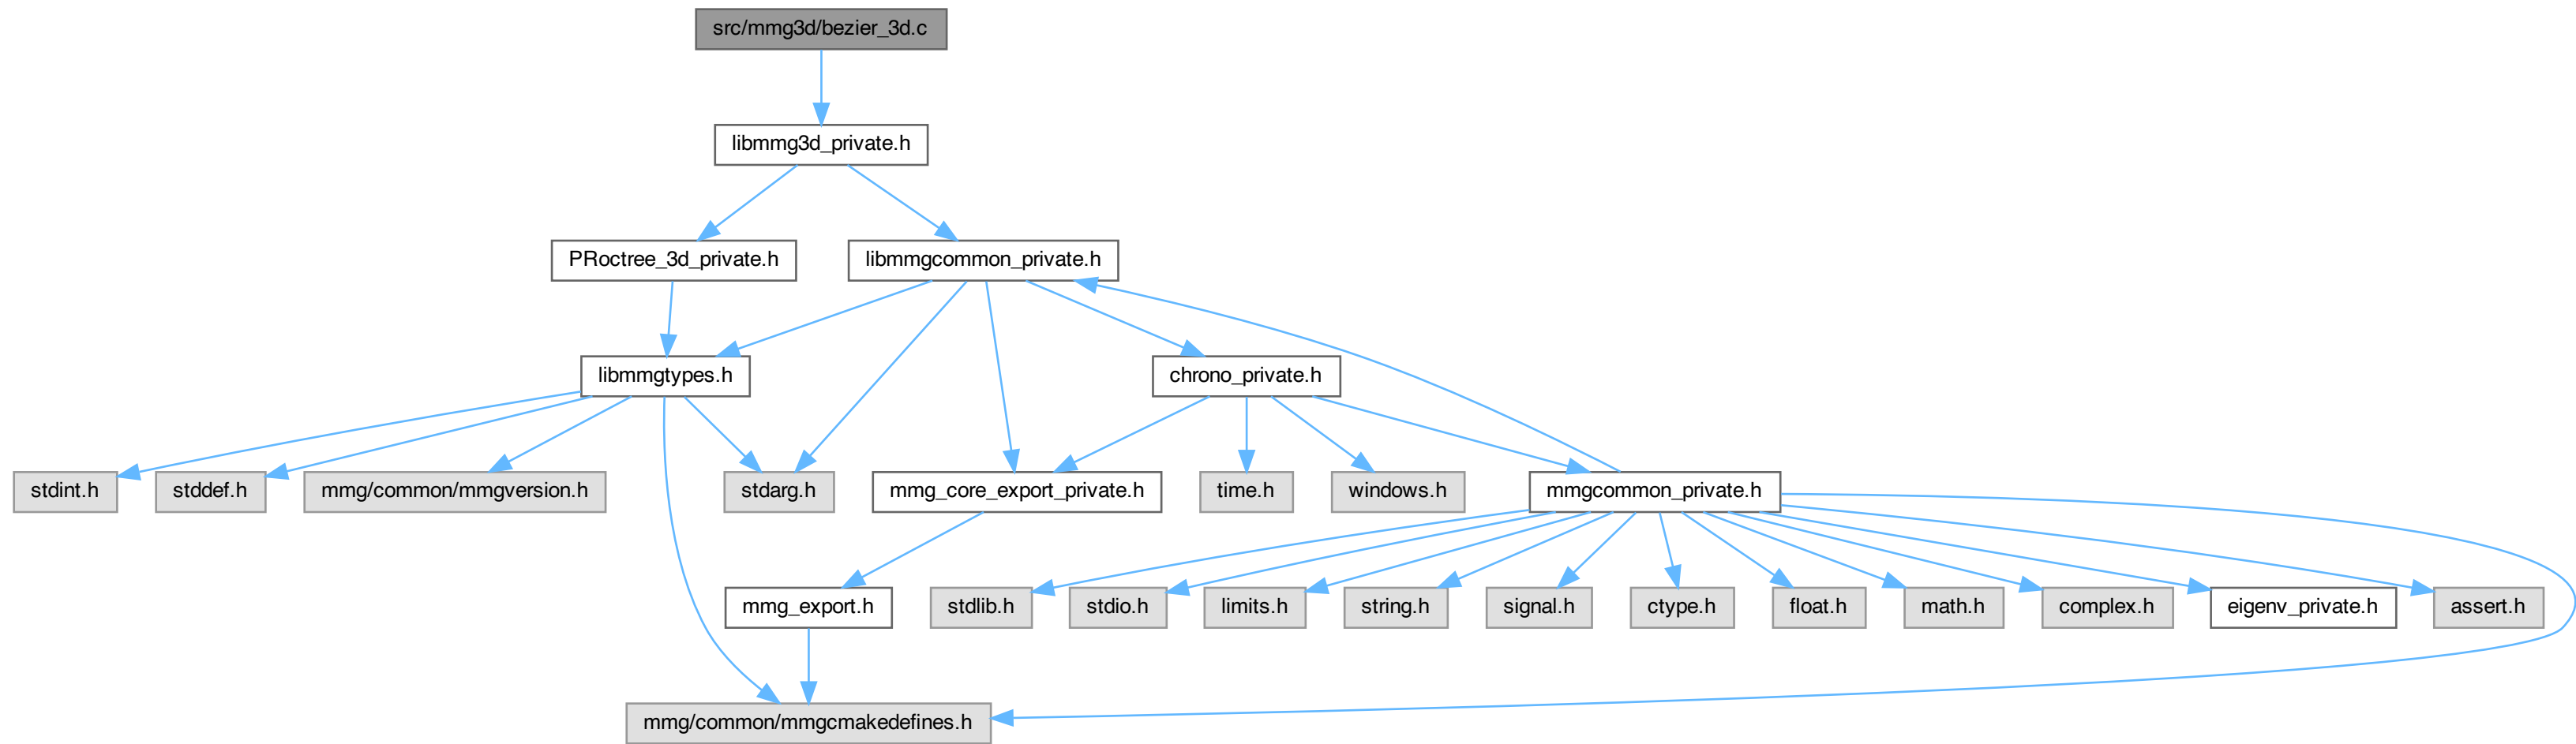 src/mmg3d/bezier_3d.c
libmmg3d_private.h
PRoctree_3d_private.h
libmmgcommon_private.h
libmmgtypes.h
chrono_private.h
stdint.h
stddef.h
mmg/common/mmgversion.h
stdarg.h
mmg_core_export_private.h
time.h
windows.h
mmgcommon_private.h
mmg_export.h
stdlib.h
stdio.h
limits.h
string.h
signal.h
ctype.h
float.h
math.h
complex.h
eigenv_private.h
assert.h
mmg/common/mmgcmakedefines.h